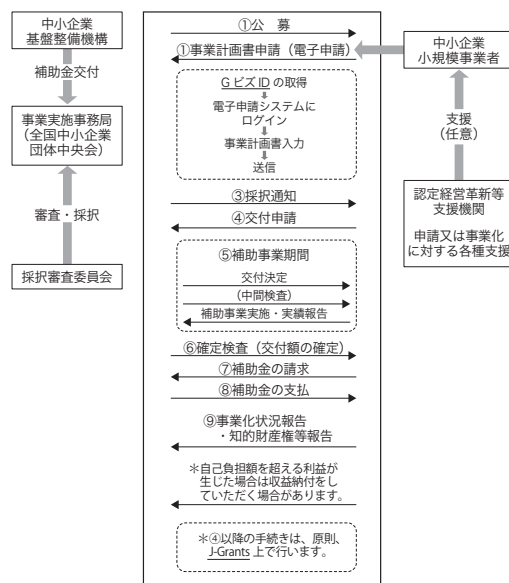 中小企業
基盤整備機構
補助金交付
事業実施事務局
（全国中小企業
団体中央会）
審査・採択
採択審査委員会
①公　募
①事業計画書申請（電子申請）
GビズIDの取得
電子申請システムに
ログイン
事業計画書入力
送信
③採択通知
④交付申請
⑤補助事業期間
交付決定
（中間検査）
補助事業実施・実績報告
⑥確定検査（交付額の確定）
⑦補助金の請求
⑧補助金の支払
⑨事業化状況報告
・知的財産権等報告
＊自己負担額を超える利益が
生じた場合は収益納付をし
ていただく場合があります。
＊④以降の手続きは、原則、
J-Grants上で行います。
中小企業
小規模事業者
支援
（任意）
認定経営革新等
支援機関
申請又は事業化
に対する各種支援